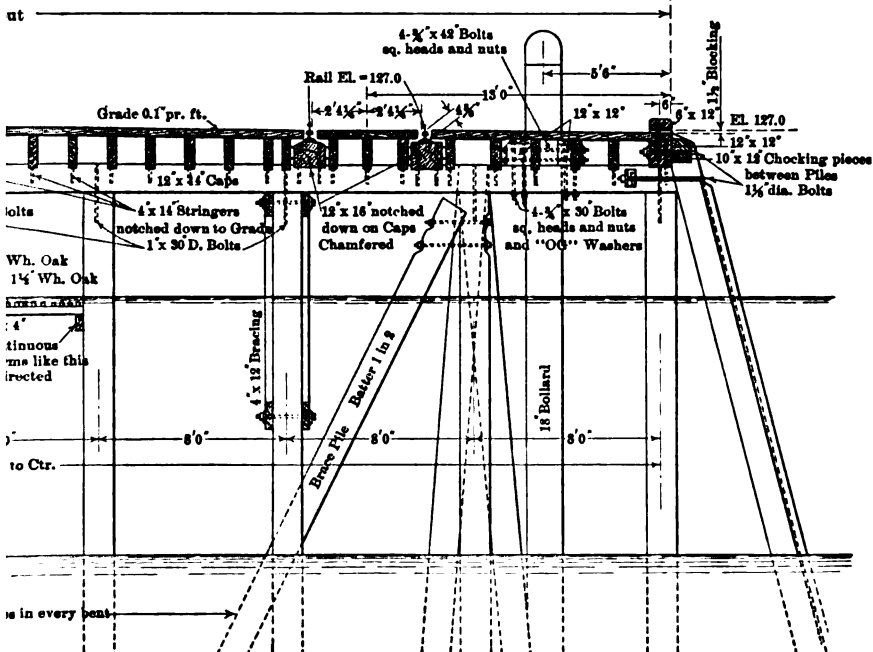 ut
4-¾"x 42" Bolts
sq. heads and nuts
5'6"
1½" Blocking
Rail El. = 127.0
13'0"
6"
Grade 0.1" pr. ft.
2'4¼"
2'4¼"
12"x 12"
6"x 12"
El. 127.0
12"x 12"
10"x 12" Chocking pieces
between Piles
1⅛" dia. Bolts
12"x 14" Caps
Bolts
4"x 14" Stringers
notched down to Grade
1"x 30" D. Bolts
12"x 16" notched
down on Caps
Chamfered
4-¾"x 30" Bolts
sq. heads and nuts
and "OG" Washers
Wh. Oak
Wh. Oak
x 4"
tinuous
rms like this
irected
4"x 12" Bracing
Brace Pile Batter 1 in 2
18" Bollard
0"
8'0"
8'0"
8'0"
to Ctr.
es in every bent